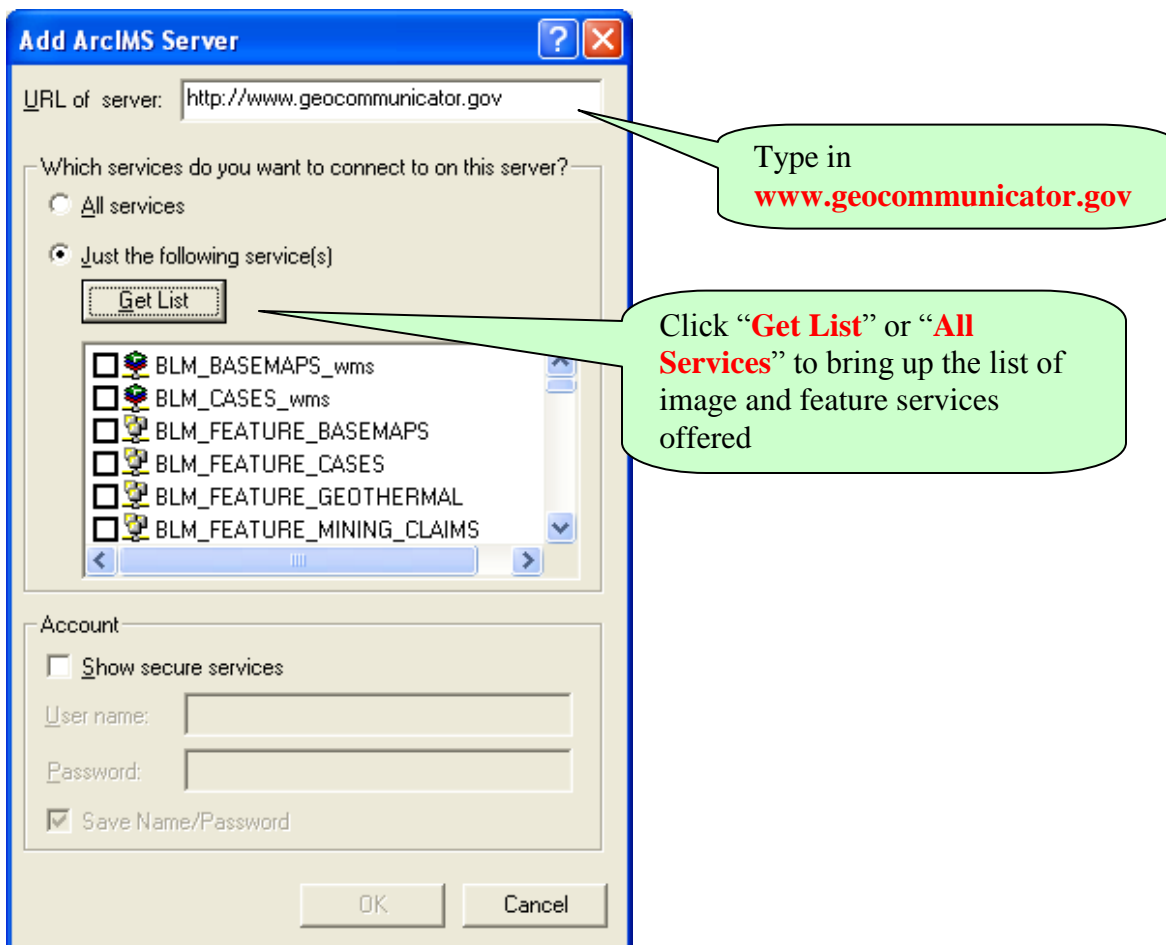 Add ArcIMS Server
URL of server: http://www.geocommunicator.gov
Type in
www.geocommunicator.gov
Which services do you want to connect to on this server?
All services
Just the following service(s)
Get List
Click “Get List” or “All
Services” to bring up the list of
image and feature services
offered
BLM_BASEMAPS_wms
BLM_CASES_wms
BLM_FEATURE_BASEMAPS
BLM_FEATURE_CASES
BLM_FEATURE_GEOTHERMAL
BLM_FEATURE_MINING_CLAIMS
Account
Show secure services
User name:
Password:
Save Name/Password
OK Cancel